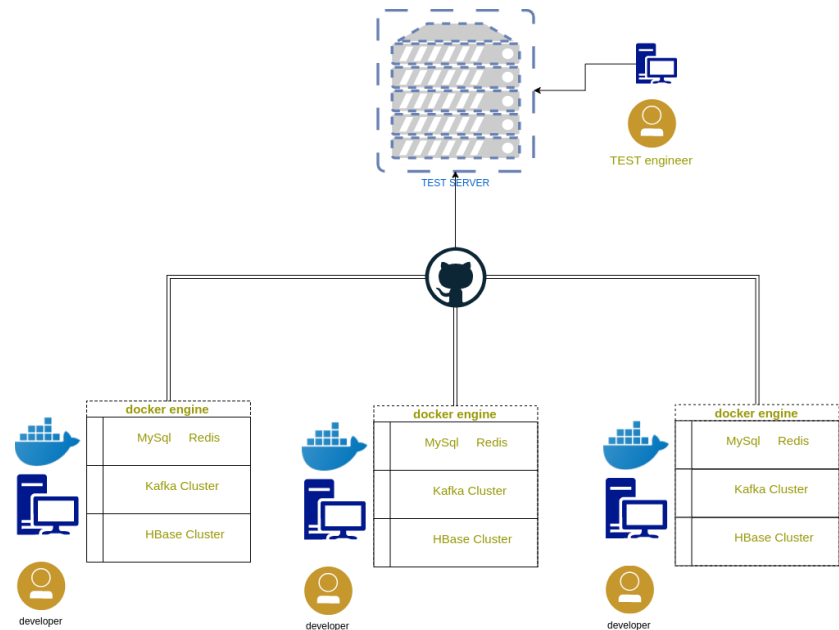 TEST SERVER
TEST engineer
docker engine
MySql Redis
Kafka Cluster
HBase Cluster
developer
docker engine
MySql Redis
Kafka Cluster
HBase Cluster
developer
docker engine
MySql Redis
Kafka Cluster
HBase Cluster
developer